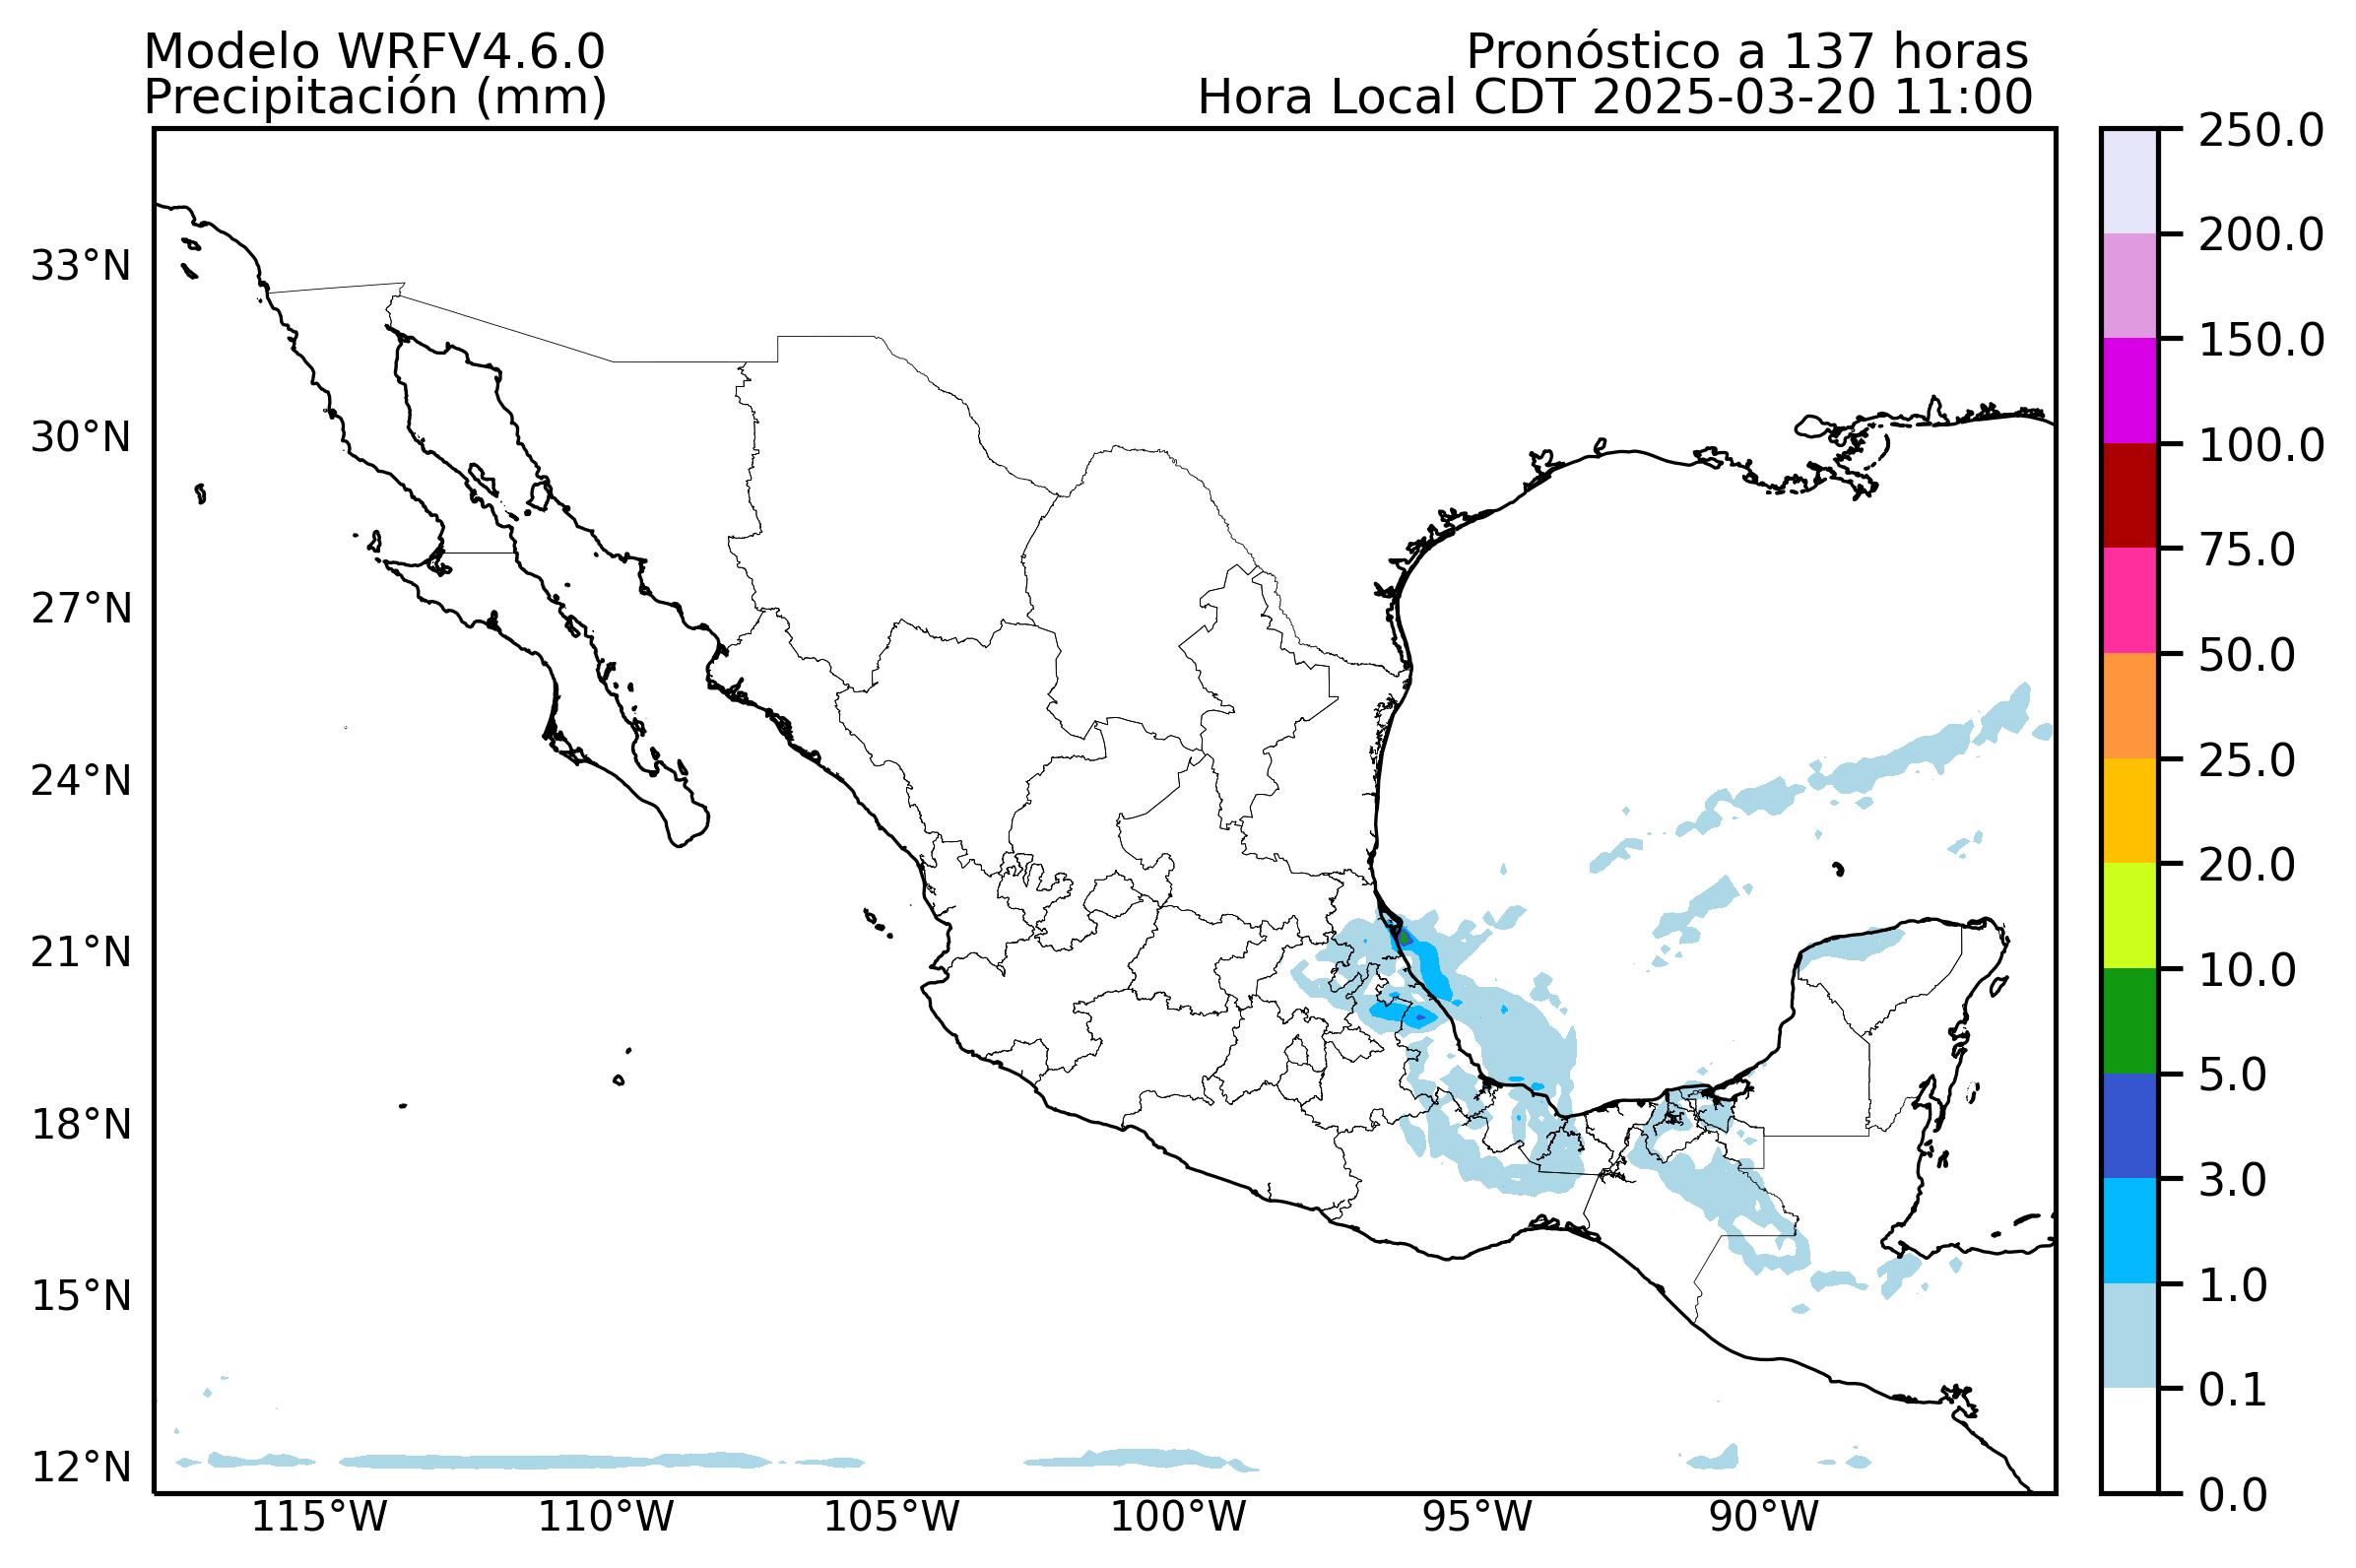 Modelo WRFV4.6.0
Precipitación (mm)
Pronóstico a 137 horas
Hora Local CDT 2025-03-20 11:00
33°N
30°N
27°N
24°N
21°N
18°N
15°N
12°N
115°W
110°W
105°W
100°W
95°W
90°W
250.0
200.0
150.0
100.0
75.0
50.0
25.0
20.0
10.0
5.0
3.0
1.0
0.1
0.0